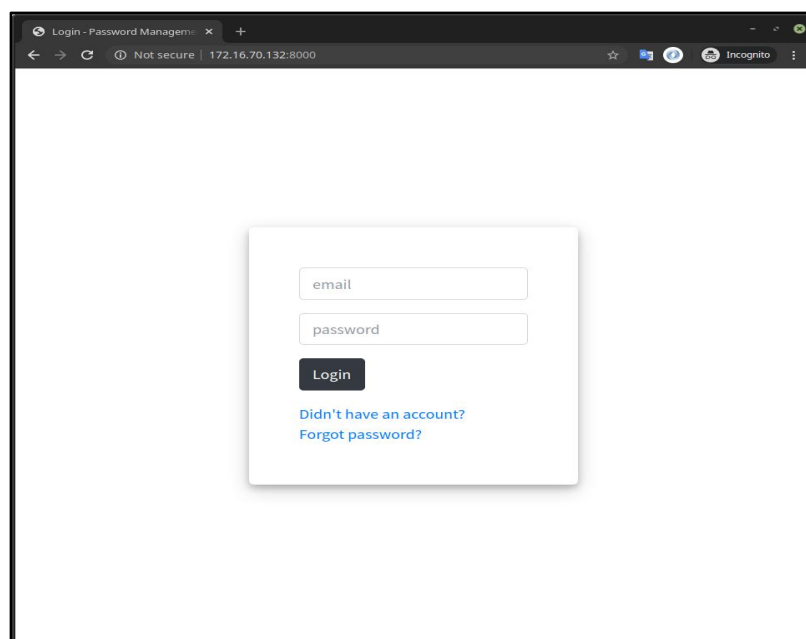 Login - Password Manageme
Not secure | 172.16.70.132:8000
Incognito
email
password
Login
Didn't have an account?
Forgot password?